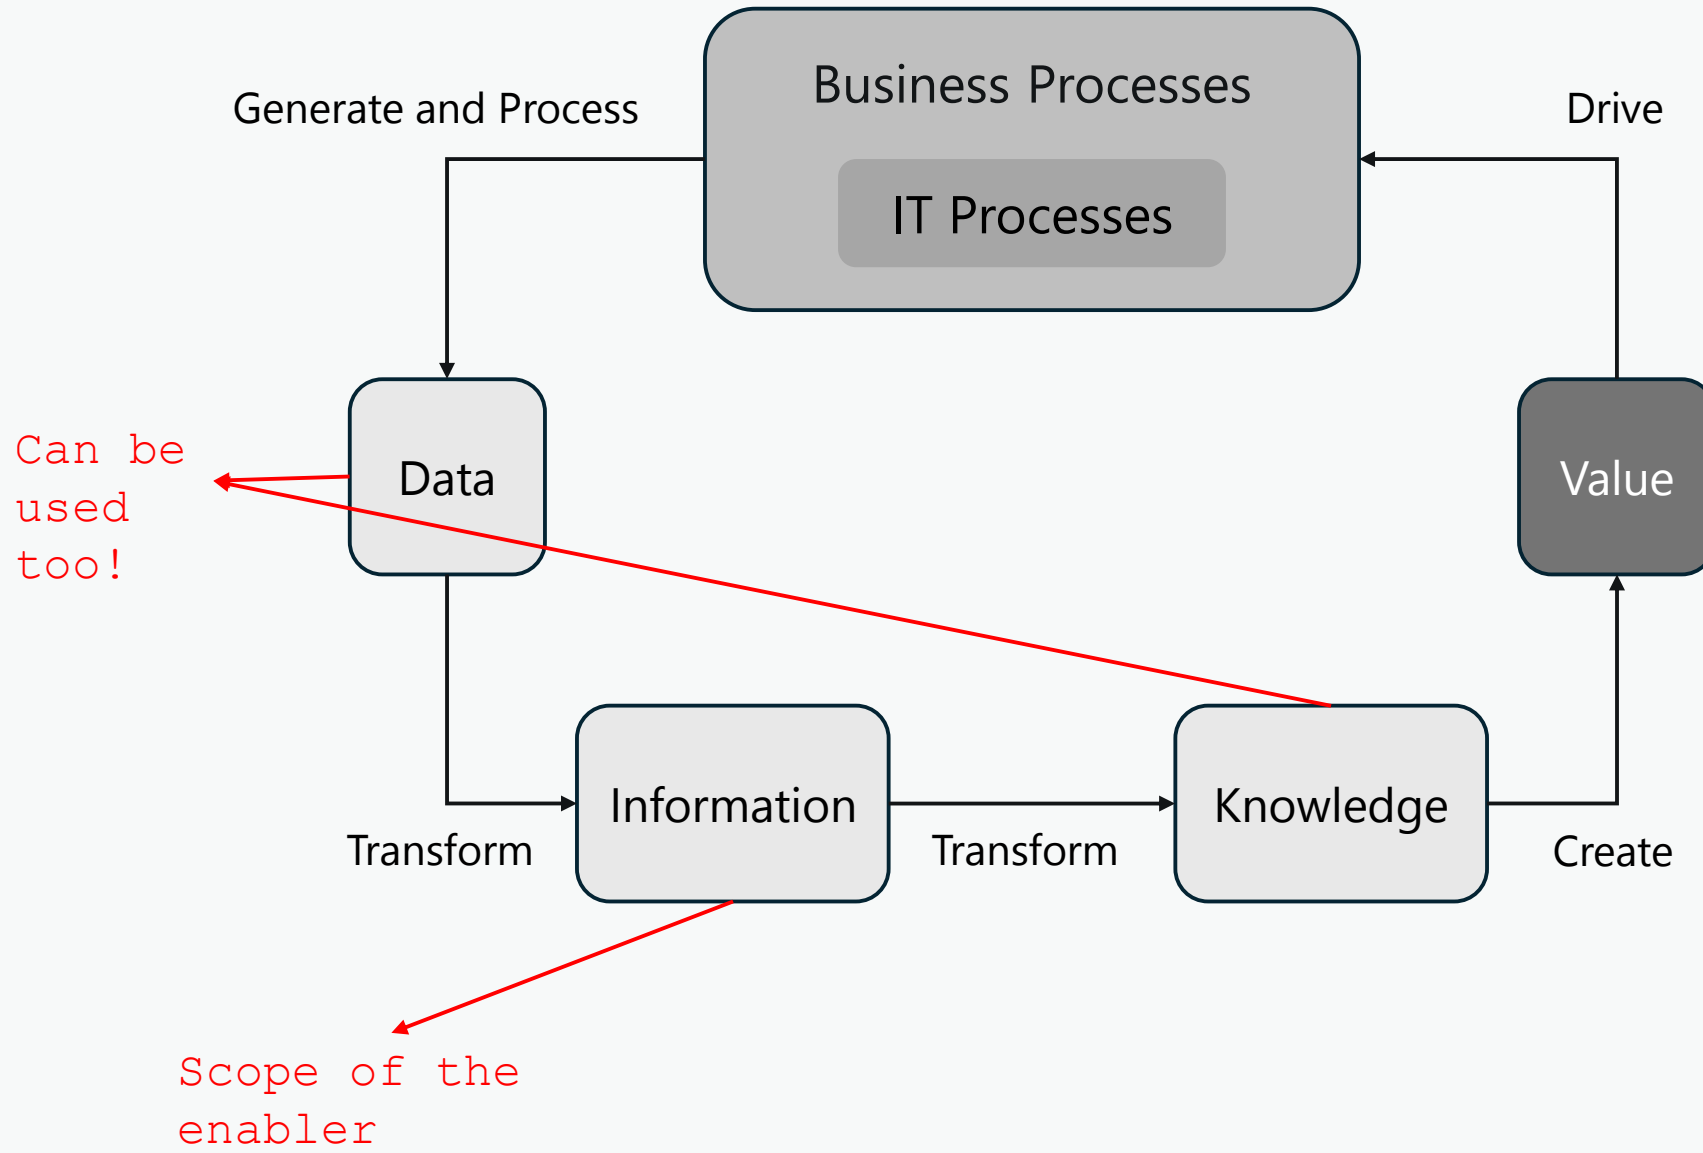 Business Processes
Generate and Process
Drive
IT Processes
Can be
used
too!
Data
Value
Information
Knowledge
Transform
Transform
Create
Scope of the
enabler